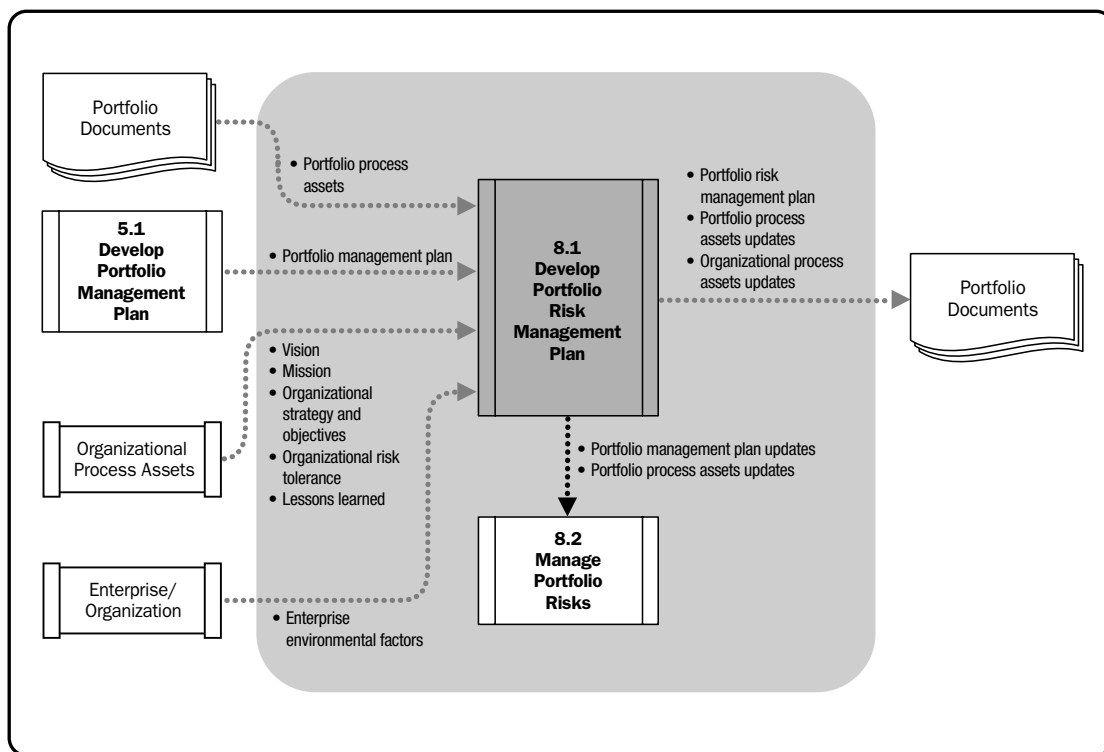 Portfolio
Documents
• Portfolio process
assets
5.1
Develop
Portfolio
Management
Plan
• Portfolio management plan
• Vision
• Mission
• Organizational
strategy and
objectives
• Organizational risk
tolerance
• Lessons learned
Organizational
Process Assets
Enterprise/
Organization
• Enterprise
environmental factors
8.1
Develop
Portfolio
Risk
Management
Plan
• Portfolio risk
management plan
• Portfolio process
assets updates
• Organizational process
assets updates
Portfolio
Documents
• Portfolio management plan updates
• Portfolio process assets updates
8.2
Manage
Portfolio
Risks